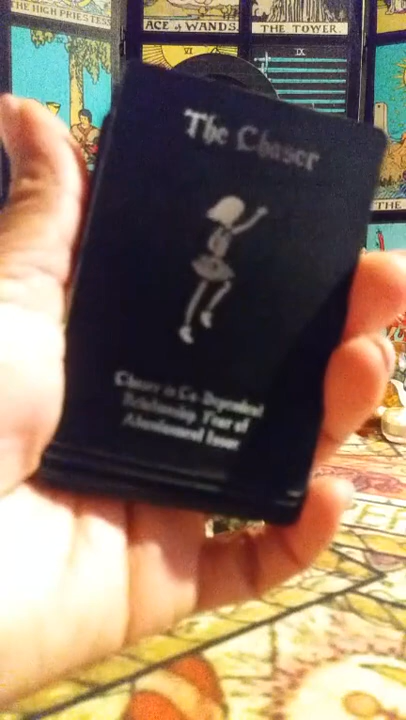 THE HIGH PRIESTESS
ACE of WANDS.
THE TOWER.
VI
IX
THE
The Chaser
Chaser in Co-Dependent
Relationship, Fear of
Abandonment Issue